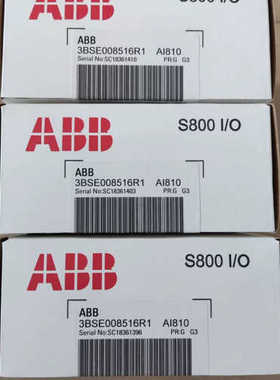 ABB
ABB
3BSE008516R1 AI810
Serial No:SC18361410 PR:G G3
ABB
S800 I/O
ABB
3BSE008516R1 AI810
Serial No:SC18361403 PR:G G3
ABB
S800 I/O
ABB
3BSE008516R1 AI810
Serial No:SC18361396 PR:G G3